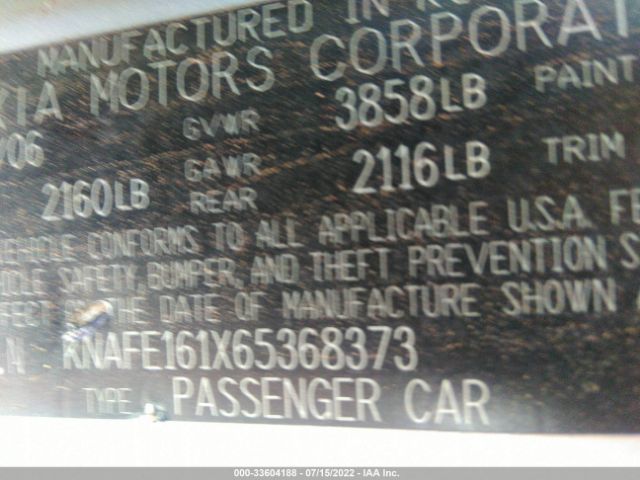 MANUFACTURED IN
KIA MOTORS CORPORAT
06 GVWR 3858LB PAINT
2160LB GAWR REAR 2116LB TRIM
VEHICLE CONFORMS TO ALL APPLICABLE U.S.A. FE
ICLE SAFETY, BUMPER, AND THEFT PREVENTION S
FECT ON THE DATE OF MANUFACTURE SHOWN
KNAFE161X65368373
TYPE PASSENGER CAR
000-33604188 - 07/15/2022 - IAA Inc.